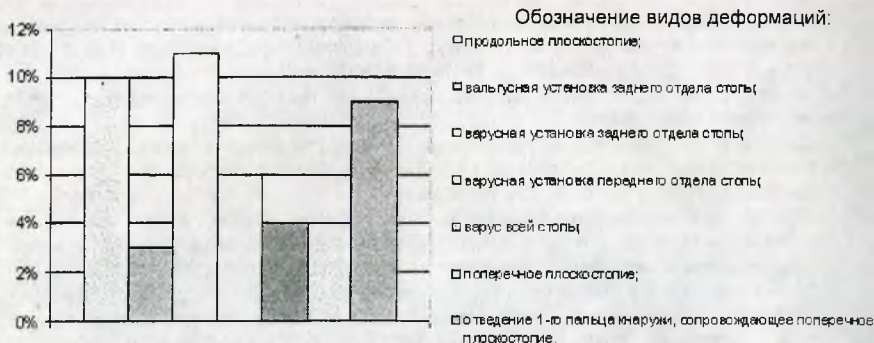 Обозначение видов деформаций:
12%
10%
8%
6%
4%
2%
0%
продольное плоскостопие;
вальгусная установка заднего отдела стопы;
варусная установка заднего отдела стопы;
варусная установка переднего отдела стопы;
варус всей стопы;
поперечное плоскостопие;
отведение 1-го пальца кнаружи, сопровождающее поперечное
плоскостопие.